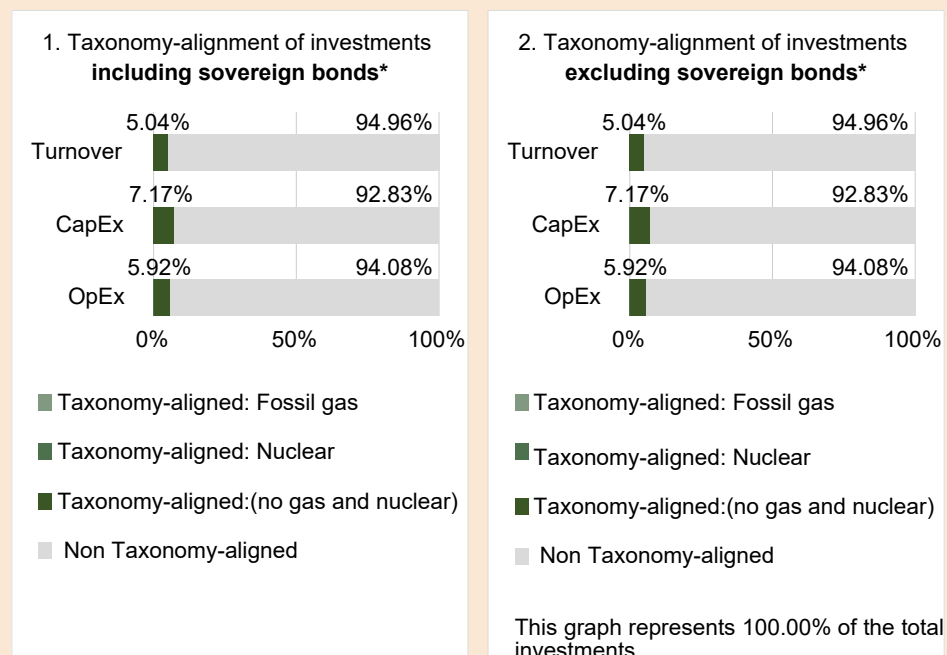 1. Taxonomy-alignment of investments
including sovereign bonds*
5.04% 94.96%
Turnover
7.17% 92.83%
CapEx
5.92% 94.08%
OpEx
0% 50% 100%
Taxonomy-aligned: Fossil gas
Taxonomy-aligned: Nuclear
Taxonomy-aligned:(no gas and nuclear)
Non Taxonomy-aligned
2. Taxonomy-alignment of investments
excluding sovereign bonds*
5.04% 94.96%
Turnover
7.17% 92.83%
CapEx
5.92% 94.08%
OpEx
0% 50% 100%
Taxonomy-aligned: Fossil gas
Taxonomy-aligned: Nuclear
Taxonomy-aligned:(no gas and nuclear)
Non Taxonomy-aligned
This graph represents 100.00% of the total
investments